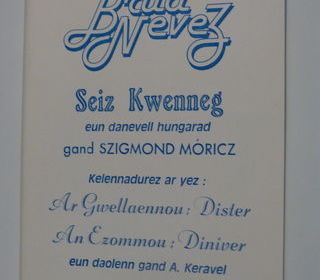 Brud
Nevez
Seiz Kwenneg
eun danevell hungarad
gand SZIGMOND MÓRICZ
Kelennadurez ar yez :
Ar Gwellaennou : Dister
An Ezommou : Diniver
eun daolenn gand A. Keravel